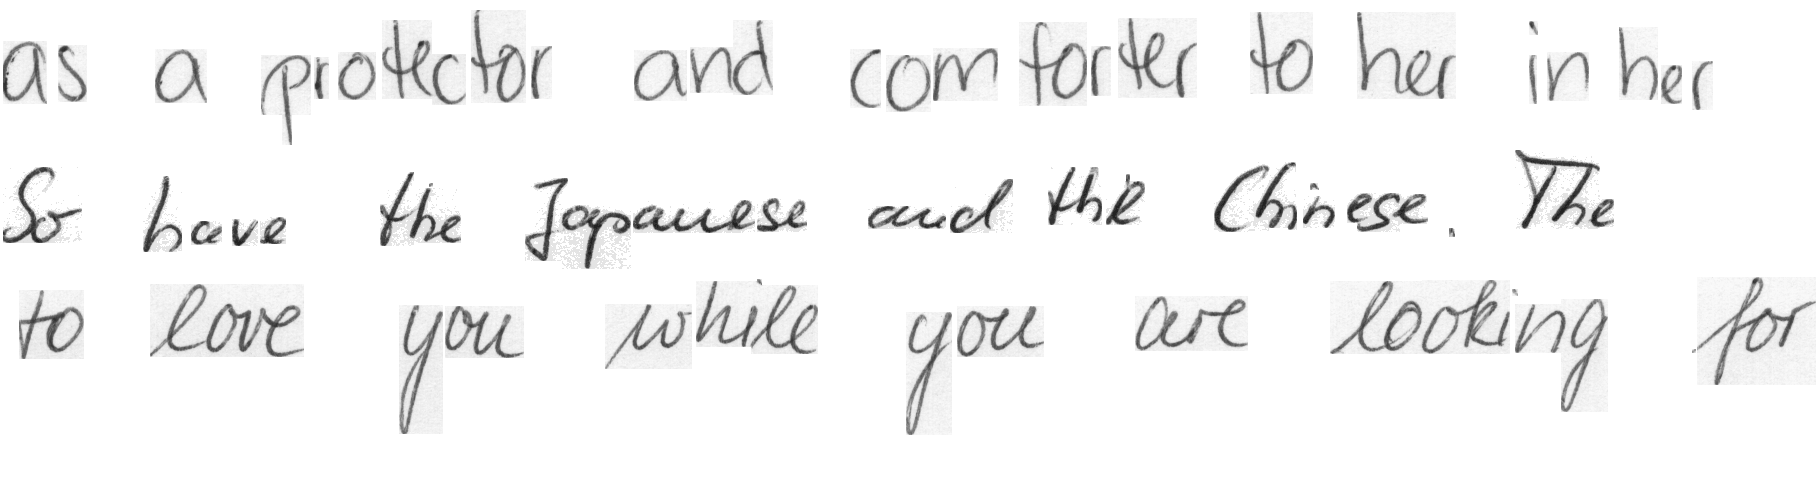 as a protector and comforter to her in her
So have the Japanese and the Chinese. The
to love you while you are looking for